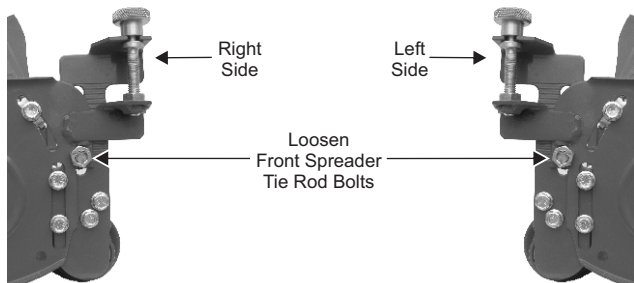 Right
Side
Left
Side
Loosen
Front Spreader
Tie Rod Bolts